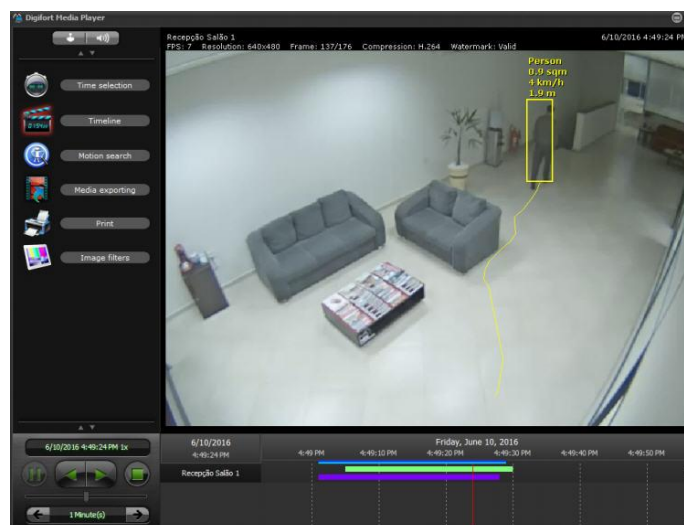 Digifort Media Player
Recepção Salão 1
6/10/2016 4:49:24 PM
FPS: 7 Resolution: 640x480 Frame: 137/176 Compression: H.264 Watermark: Valid
Person
0.9 sqm
4 km/h
1.9 m
Time selection
Timeline
Motion search
Media exporting
Print
Image filters
6/10/2016 4:49:24 PM 1x
1 Minute(s)
6/10/2016
4:49:24 PM
Friday, June 10, 2016
4:49 PM 4:49:10 PM 4:49:20 PM 4:49:30 PM 4:49:40 PM 4:49:50 PM
Recepção Salão 1